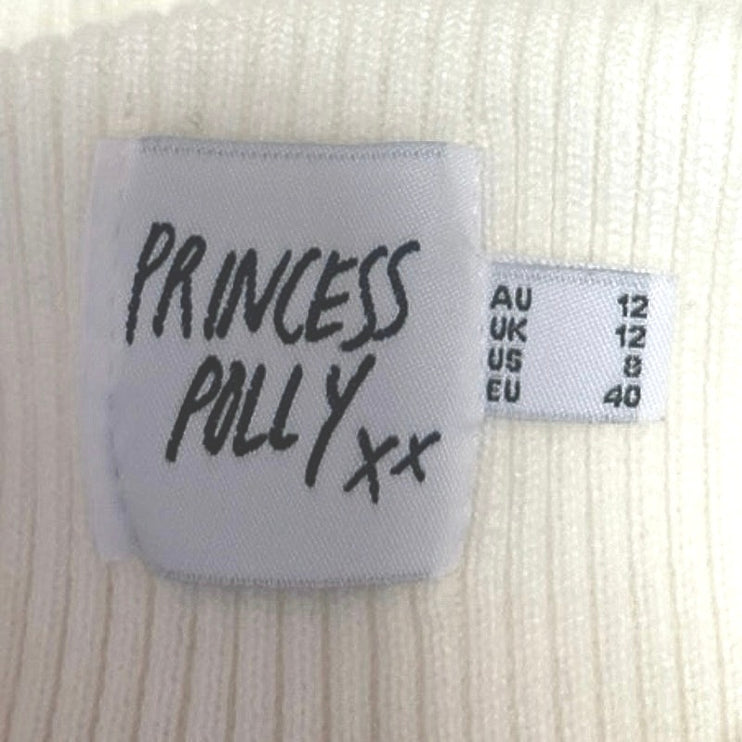 PRINCESS
POLLY xx
AU 12
UK 12
US 8
EU 40